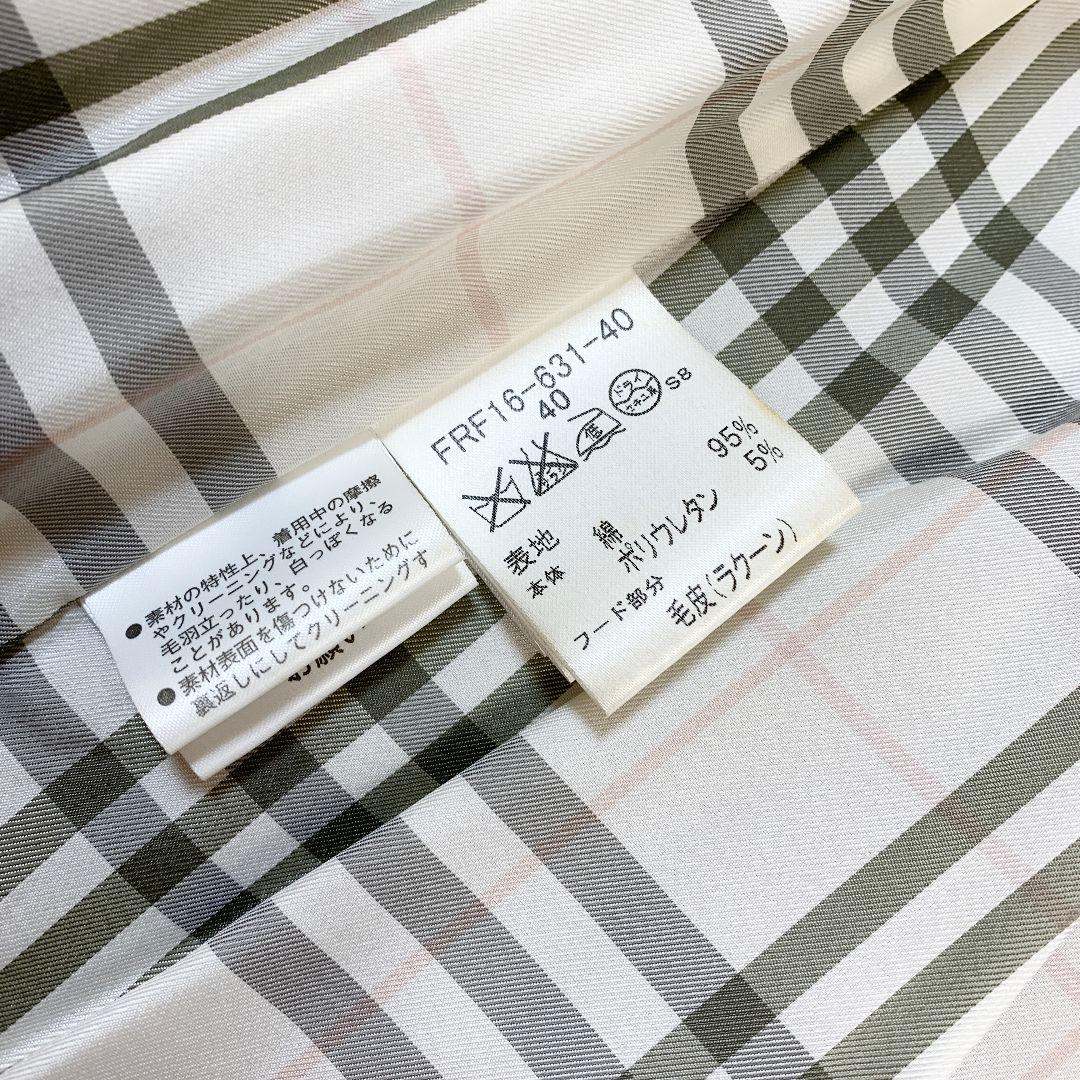 FRF16-631-40
40
ドライ
S8
表地 綿 95%
本体 ポリウレタン 5%
フード部分
毛皮(ラクーン)
● 素材の特性上、着用中の摩擦
やクリーニングなどにより、
毛羽立ったり、白っぽくなる
ことがあります。
● 素材表面を傷つけないために
裏返しにしてクリーニングす